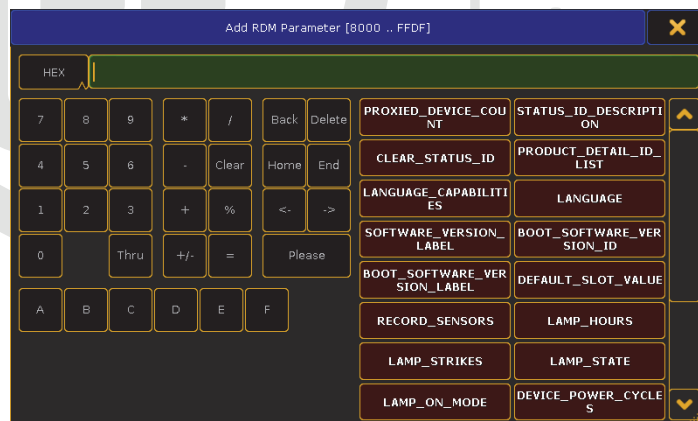 Add RDM Parameter [8000 .. FFDF]
HEX
7 8 9 * / Back Delete
4 5 6 - Clear Home End
1 2 3 + % <- ->
0 Thru +/- = Please
A B C D E F
PROXIED_DEVICE_COU
NT
STATUS_ID_DESCRIPTI
ON
CLEAR_STATUS_ID
PRODUCT_DETAIL_ID_
LIST
LANGUAGE_CAPABILITI
ES
LANGUAGE
SOFTWARE_VERSION_
LABEL
BOOT_SOFTWARE_VER
SION_ID
BOOT_SOFTWARE_VER
SION_LABEL
DEFAULT_SLOT_VALUE
RECORD_SENSORS
LAMP_HOURS
LAMP_STRIKES
LAMP_STATE
LAMP_ON_MODE
DEVICE_POWER_CYCLE
S